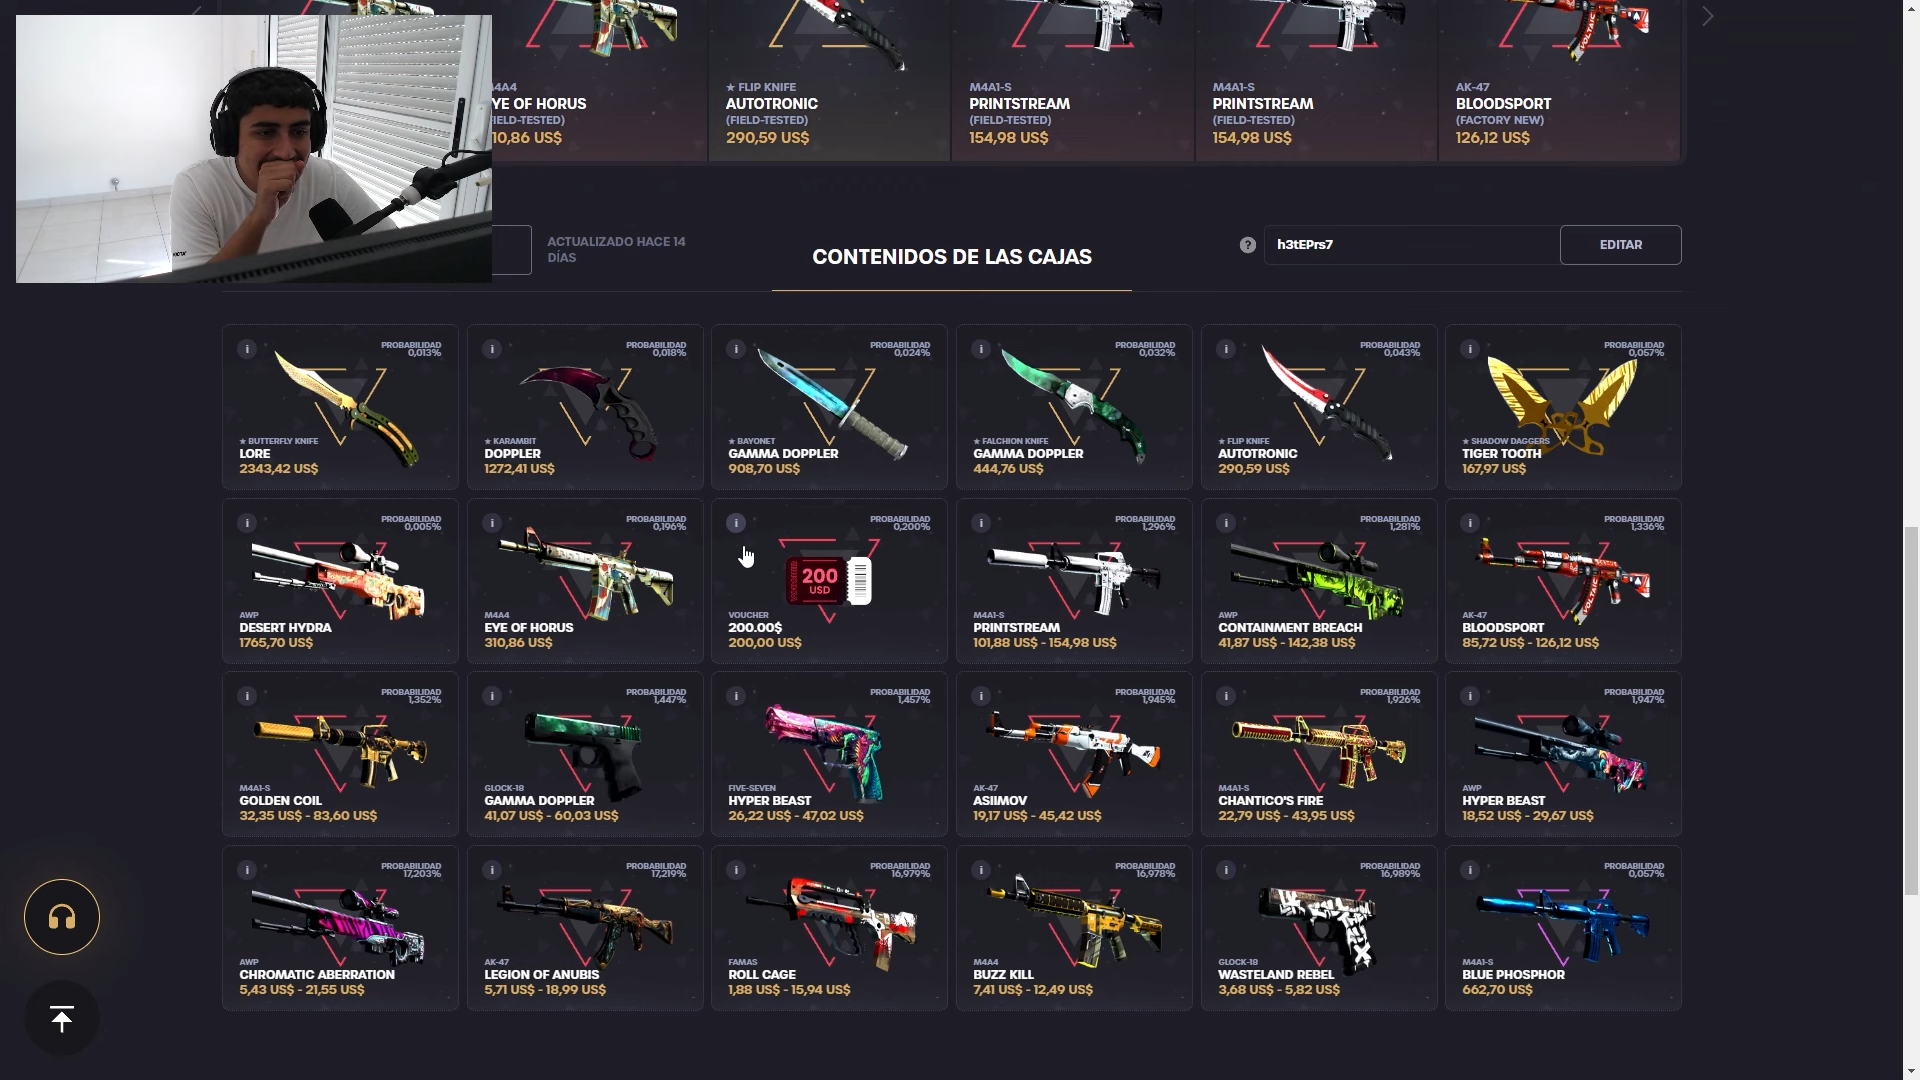 M4A4
EYE OF HORUS
(FIELD-TESTED)
10,86 US$
★ FLIP KNIFE
AUTOTRONIC
(FIELD-TESTED)
290,59 US$
M4A1-S
PRINTSTREAM
(FIELD-TESTED)
154,98 US$
M4A1-S
PRINTSTREAM
(FIELD-TESTED)
154,98 US$
AK-47
BLOODSPORT
(FACTORY NEW)
126,12 US$
ACTUALIZADO HACE 14
DÍAS
CONTENIDOS DE LAS CAJAS
?
h3tEPrs7
EDITAR
i
PROBABILIDAD
0,013%
★ BUTTERFLY KNIFE
LORE
2343,42 US$
i
PROBABILIDAD
0,018%
★ KARAMBIT
DOPPLER
1272,41 US$
i
PROBABILIDAD
0,024%
★ BAYONET
GAMMA DOPPLER
908,70 US$
i
PROBABILIDAD
0,032%
★ FALCHION KNIFE
GAMMA DOPPLER
444,76 US$
i
PROBABILIDAD
0,043%
★ FLIP KNIFE
AUTOTRONIC
290,59 US$
i
PROBABILIDAD
0,057%
★ SHADOW DAGGERS
TIGER TOOTH
167,97 US$
i
PROBABILIDAD
0,005%
AWP
DESERT HYDRA
1765,70 US$
i
PROBABILIDAD
0,196%
M4A4
EYE OF HORUS
310,86 US$
i
PROBABILIDAD
0,200%
VOUCHER
200
USD
VOUCHER
200.00$
200,00 US$
i
PROBABILIDAD
1,296%
M4A1-S
PRINTSTREAM
101,88 US$ - 154,98 US$
i
PROBABILIDAD
1,281%
AWP
CONTAINMENT BREACH
41,87 US$ - 142,38 US$
i
PROBABILIDAD
1,336%
VOLTAIC
AK-47
BLOODSPORT
85,72 US$ - 126,12 US$
i
PROBABILIDAD
1,352%
M4A1-S
GOLDEN COIL
32,35 US$ - 83,60 US$
i
PROBABILIDAD
1,447%
GLOCK-18
GAMMA DOPPLER
41,07 US$ - 60,03 US$
i
PROBABILIDAD
1,457%
FIVE-SEVEN
HYPER BEAST
26,22 US$ - 47,02 US$
i
PROBABILIDAD
1,945%
AK-47
ASIIMOV
19,17 US$ - 45,42 US$
i
PROBABILIDAD
1,926%
M4A1-S
CHANTICO'S FIRE
22,79 US$ - 43,95 US$
i
PROBABILIDAD
1,947%
AWP
HYPER BEAST
18,52 US$ - 29,67 US$
i
PROBABILIDAD
17,203%
AWP
CHROMATIC ABERRATION
5,43 US$ - 21,55 US$
i
PROBABILIDAD
17,219%
AK-47
LEGION OF ANUBIS
5,71 US$ - 18,99 US$
i
PROBABILIDAD
16,979%
FAMAS
ROLL CAGE
1,88 US$ - 15,94 US$
i
PROBABILIDAD
16,978%
M4A4
BUZZ KILL
7,41 US$ - 12,49 US$
i
PROBABILIDAD
16,989%
GLOCK-18
WASTELAND REBEL
3,68 US$ - 5,82 US$
i
PROBABILIDAD
0,057%
M4A1-S
BLUE PHOSPHOR
662,70 US$